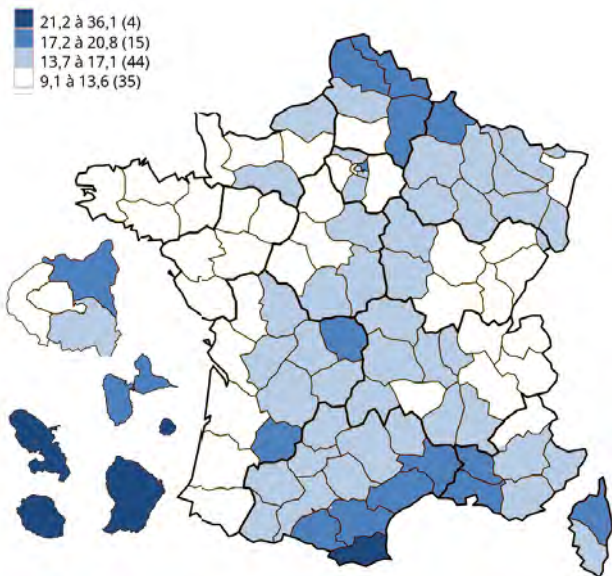 21,2 à 36,1 (4)
17,2 à 20,8 (15)
13,7 à 17,1 (44)
9,1 à 13,6 (35)